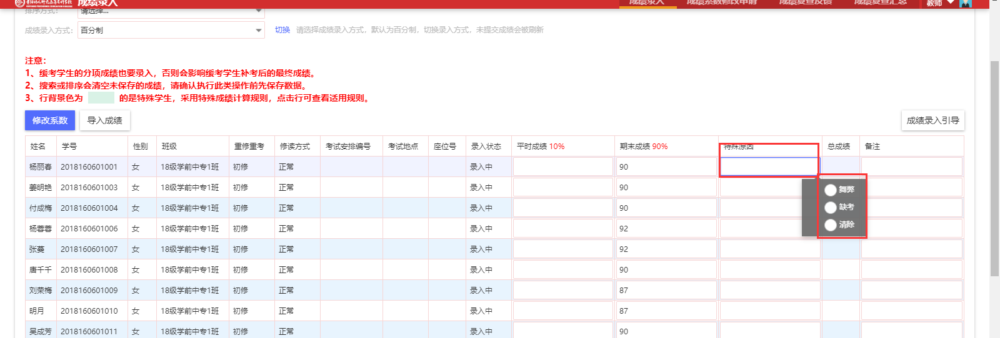 成绩录入
成绩录入 成绩系数修改申请 成绩复查反馈 成绩复查汇总 教师
排序方式: 请选择...
成绩录入方式: 百分制 切换 请选择成绩录入方式，默认为百分制，切换录入方式，未提交成绩会被刷新
注意：
1、缓考学生的分项成绩也要录入，否则会影响缓考学生补考后的最终成绩。
2、搜索或排序会清空未保存的成绩，请确认执行此类操作前先保存数据。
3、行背景色为 的是特殊学生，采用特殊成绩计算规则，点击行可查看适用规则。
修改系数 导入成绩 成绩录入引导
姓名 学号 性别 班级 重修重考 修读方式 考试安排编号 考试地点 座位号 录入状态 平时成绩 10% 期末成绩 90% 特殊原因 总成绩 备注
杨丽春 2018160601001 女 18级学前中专1班 初修 正常 录入中 90
姜明艳 2018160601003 女 18级学前中专1班 初修 正常 录入中 90
舞弊
付成梅 2018160601004 女 18级学前中专1班 初修 正常 录入中 90
缺考
杨蓉蓉 2018160601006 女 18级学前中专1班 初修 正常 录入中 92
清除
张蔓 2018160601007 女 18级学前中专1班 初修 正常 录入中 92
唐千千 2018160601008 女 18级学前中专1班 初修 正常 录入中 90
刘荣梅 2018160601009 女 18级学前中专1班 初修 正常 录入中 87
明月 2018160601010 女 18级学前中专1班 初修 正常 录入中 87
吴成芳 2018160601011 女 18级学前中专1班 初修 正常 录入中 90